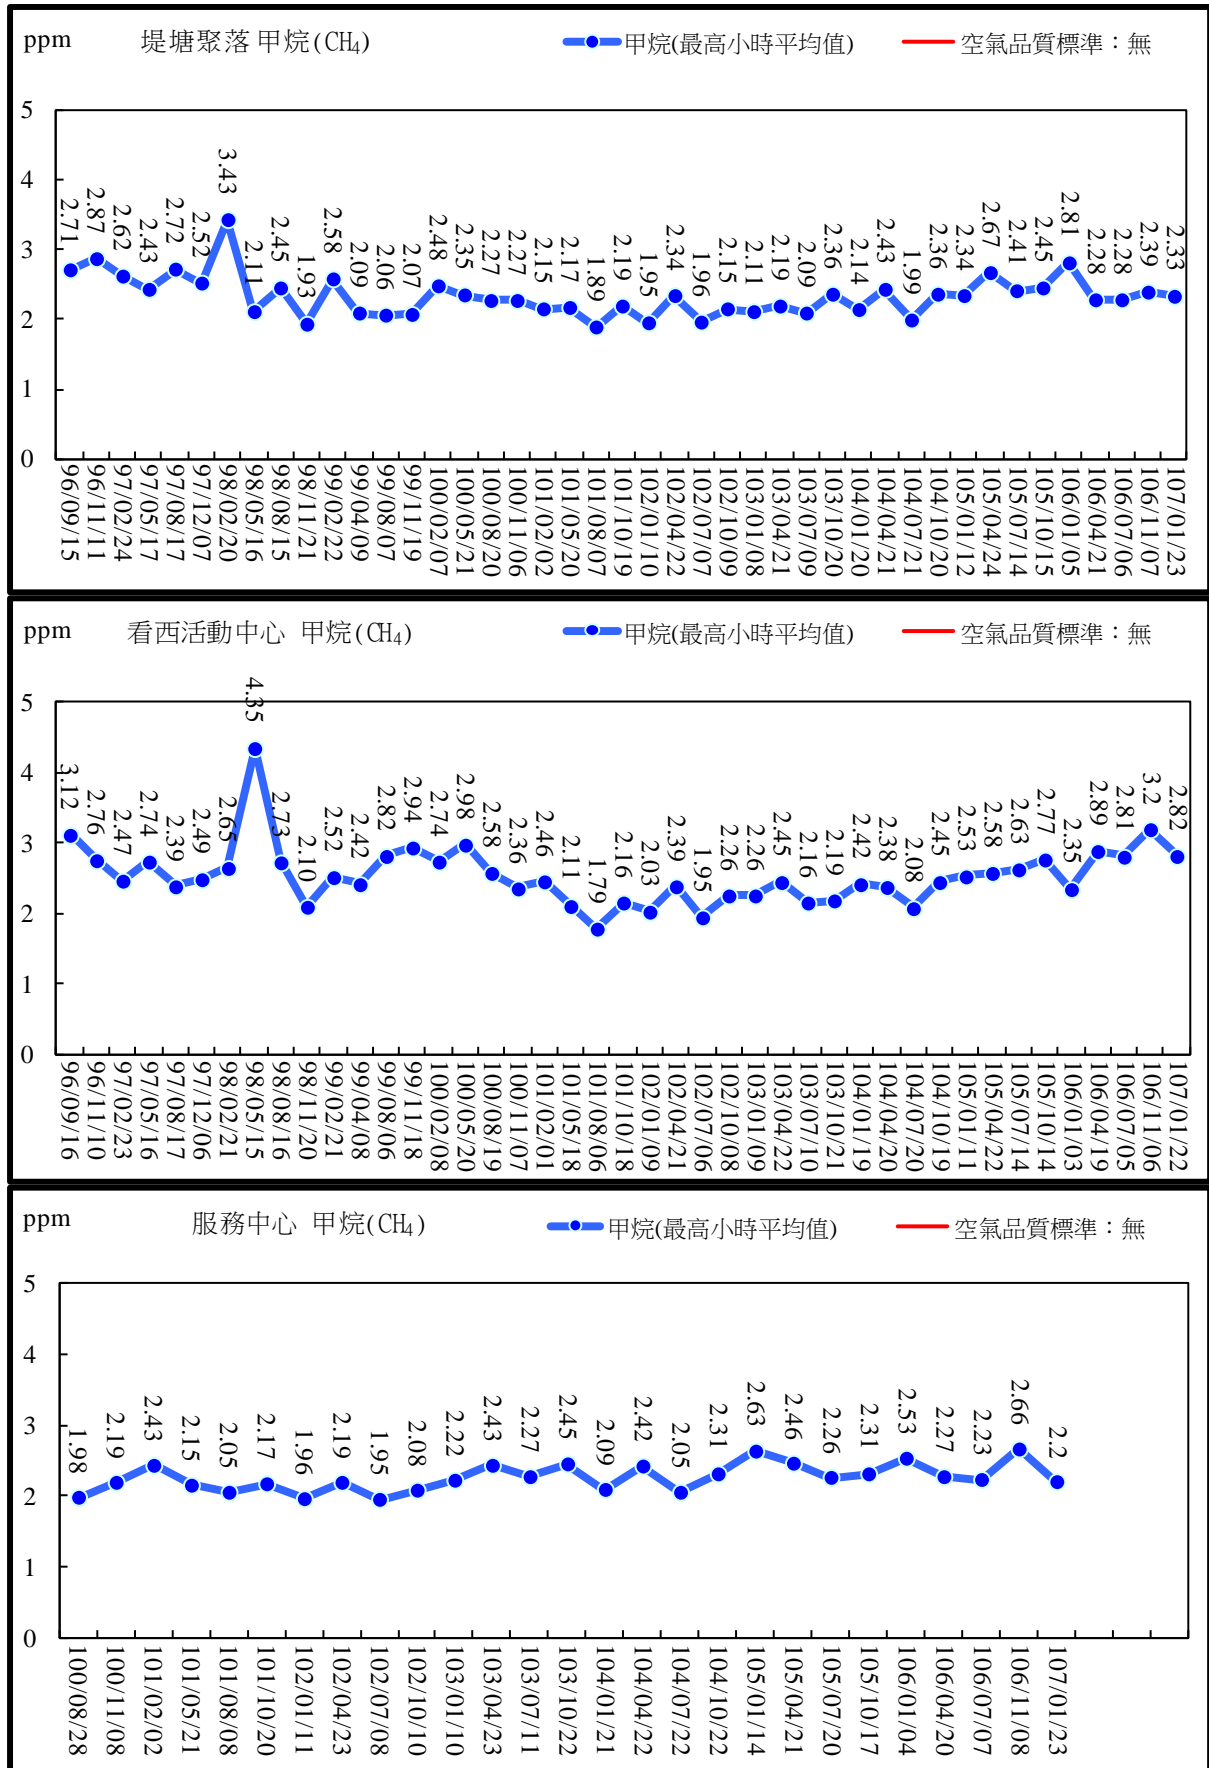 ppm 堤塘聚落 甲烷(CH₄) 甲烷(最高小時平均值) 空氣品質標準：無
5
4
3
2
1
0
2.71 2.87 2.62 2.43 2.72 2.52 3.43 2.11 2.45 1.93 2.58 2.09 2.06 2.07 2.48 2.35 2.27 2.27 2.15 2.17 1.89 2.19 1.95 2.34 1.96 2.15 2.11 2.19 2.09 2.36 2.14 2.43 1.99 2.36 2.34 2.67 2.41 2.45 2.81 2.28 2.28 2.39 2.33
96/09/15 96/11/11 97/02/24 97/05/17 97/08/17 97/12/07 98/02/20 98/05/16 98/08/15 98/11/21 99/02/22 99/04/09 99/08/07 99/11/19 100/02/07 100/05/21 100/08/20 100/11/06 101/02/02 101/05/20 101/08/07 101/10/19 102/01/10 102/04/22 102/07/07 102/10/09 103/01/08 103/04/21 103/07/09 103/10/20 104/01/20 104/04/21 104/07/21 104/10/20 105/01/12 105/04/24 105/07/14 105/10/15 106/01/05 106/04/21 106/07/06 106/11/07 107/01/23
ppm 看西活動中心 甲烷(CH₄) 甲烷(最高小時平均值) 空氣品質標準：無
5
4
3
2
1
0
3.12 2.76 2.47 2.74 2.39 2.49 2.65 4.35 2.73 2.10 2.52 2.42 2.82 2.94 2.74 2.98 2.58 2.36 2.46 2.11 1.79 2.16 2.03 2.39 1.95 2.26 2.26 2.45 2.16 2.19 2.42 2.38 2.08 2.45 2.53 2.58 2.63 2.77 2.35 2.89 2.81 3.2 2.82
96/09/16 96/11/10 97/02/23 97/05/16 97/08/17 97/12/06 98/02/21 98/05/15 98/08/16 98/11/20 99/02/21 99/04/08 99/08/06 99/11/18 100/02/08 100/05/20 100/08/19 100/11/07 101/02/01 101/05/18 101/08/06 101/10/18 102/01/09 102/04/21 102/07/06 102/10/08 103/01/09 103/04/22 103/07/10 103/10/21 104/01/19 104/04/20 104/07/20 104/10/19 105/01/11 105/04/22 105/07/14 105/10/14 106/01/03 106/04/19 106/07/05 106/11/06 107/01/22
ppm 服務中心 甲烷(CH₄) 甲烷(最高小時平均值) 空氣品質標準：無
5
4
3
2
1
0
1.98 2.19 2.43 2.15 2.05 2.17 1.96 2.19 1.95 2.08 2.22 2.43 2.27 2.45 2.09 2.42 2.05 2.31 2.63 2.46 2.26 2.31 2.53 2.27 2.23 2.66 2.2
100/08/28 100/11/08 101/02/02 101/05/21 101/08/08 101/10/20 102/01/11 102/04/23 102/07/08 102/10/10 103/01/10 103/04/23 103/07/11 103/10/22 104/01/21 104/04/22 104/07/22 104/10/22 105/01/14 105/04/21 105/07/20 105/10/17 106/01/04 106/04/20 106/07/07 106/11/08 107/01/23